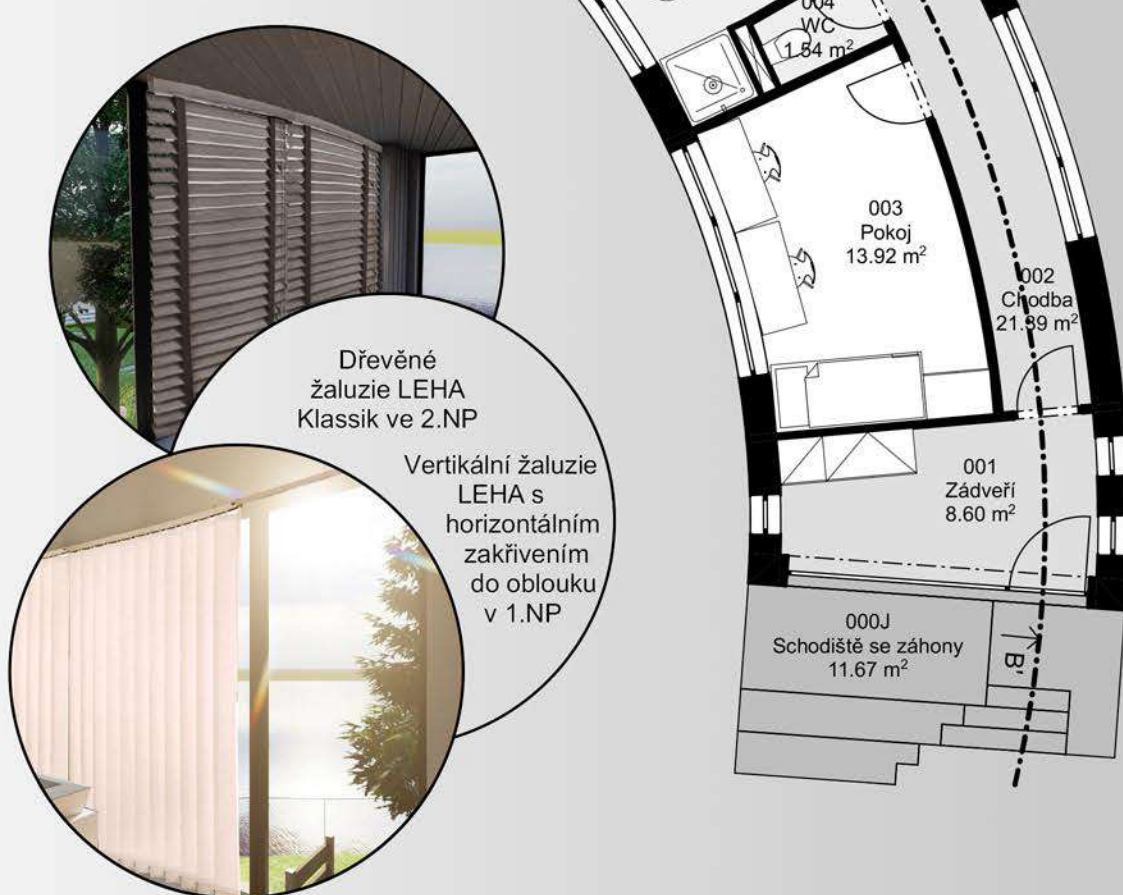 Dřevěné
žaluzie LEHA
Klassik ve 2.NP
Vertikální žaluzie
LEHA s
horizontálním
zakřivením
do oblouku
v 1.NP
004
WC
1.54 m²
003
Pokoj
13.92 m²
002
Chodba
21.89 m²
001
Zádveří
8.60 m²
000J
Schodiště se záhony
11.67 m²
B'